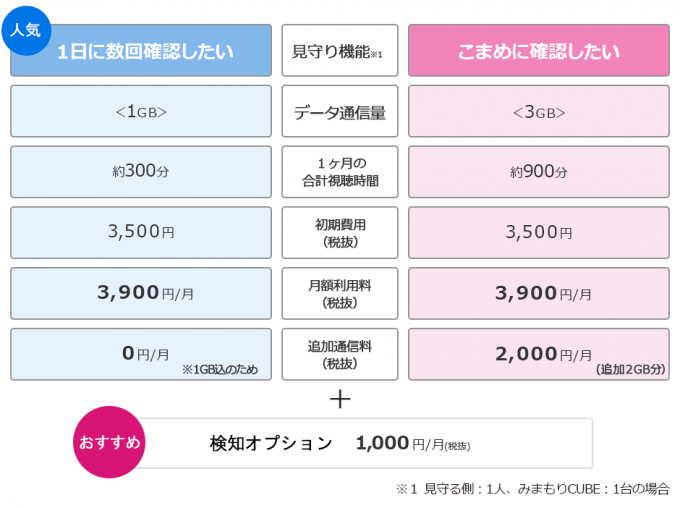 人気
1日に数回確認したい
見守り機能※1
こまめに確認したい
＜1GB＞
データ通信量
＜3GB＞
約300分
1ヶ月の
合計視聴時間
約900分
3,500円
初期費用
（税抜）
3,500円
3,900円/月
月額利用料
（税抜）
3,900円/月
0円/月
※1GB込のため
追加通信料
（税抜）
2,000円/月
（追加2GB分）
＋
おすすめ
検知オプション 1,000円/月(税抜)
※1 見守る側：1人、みまもりCUBE：1台の場合